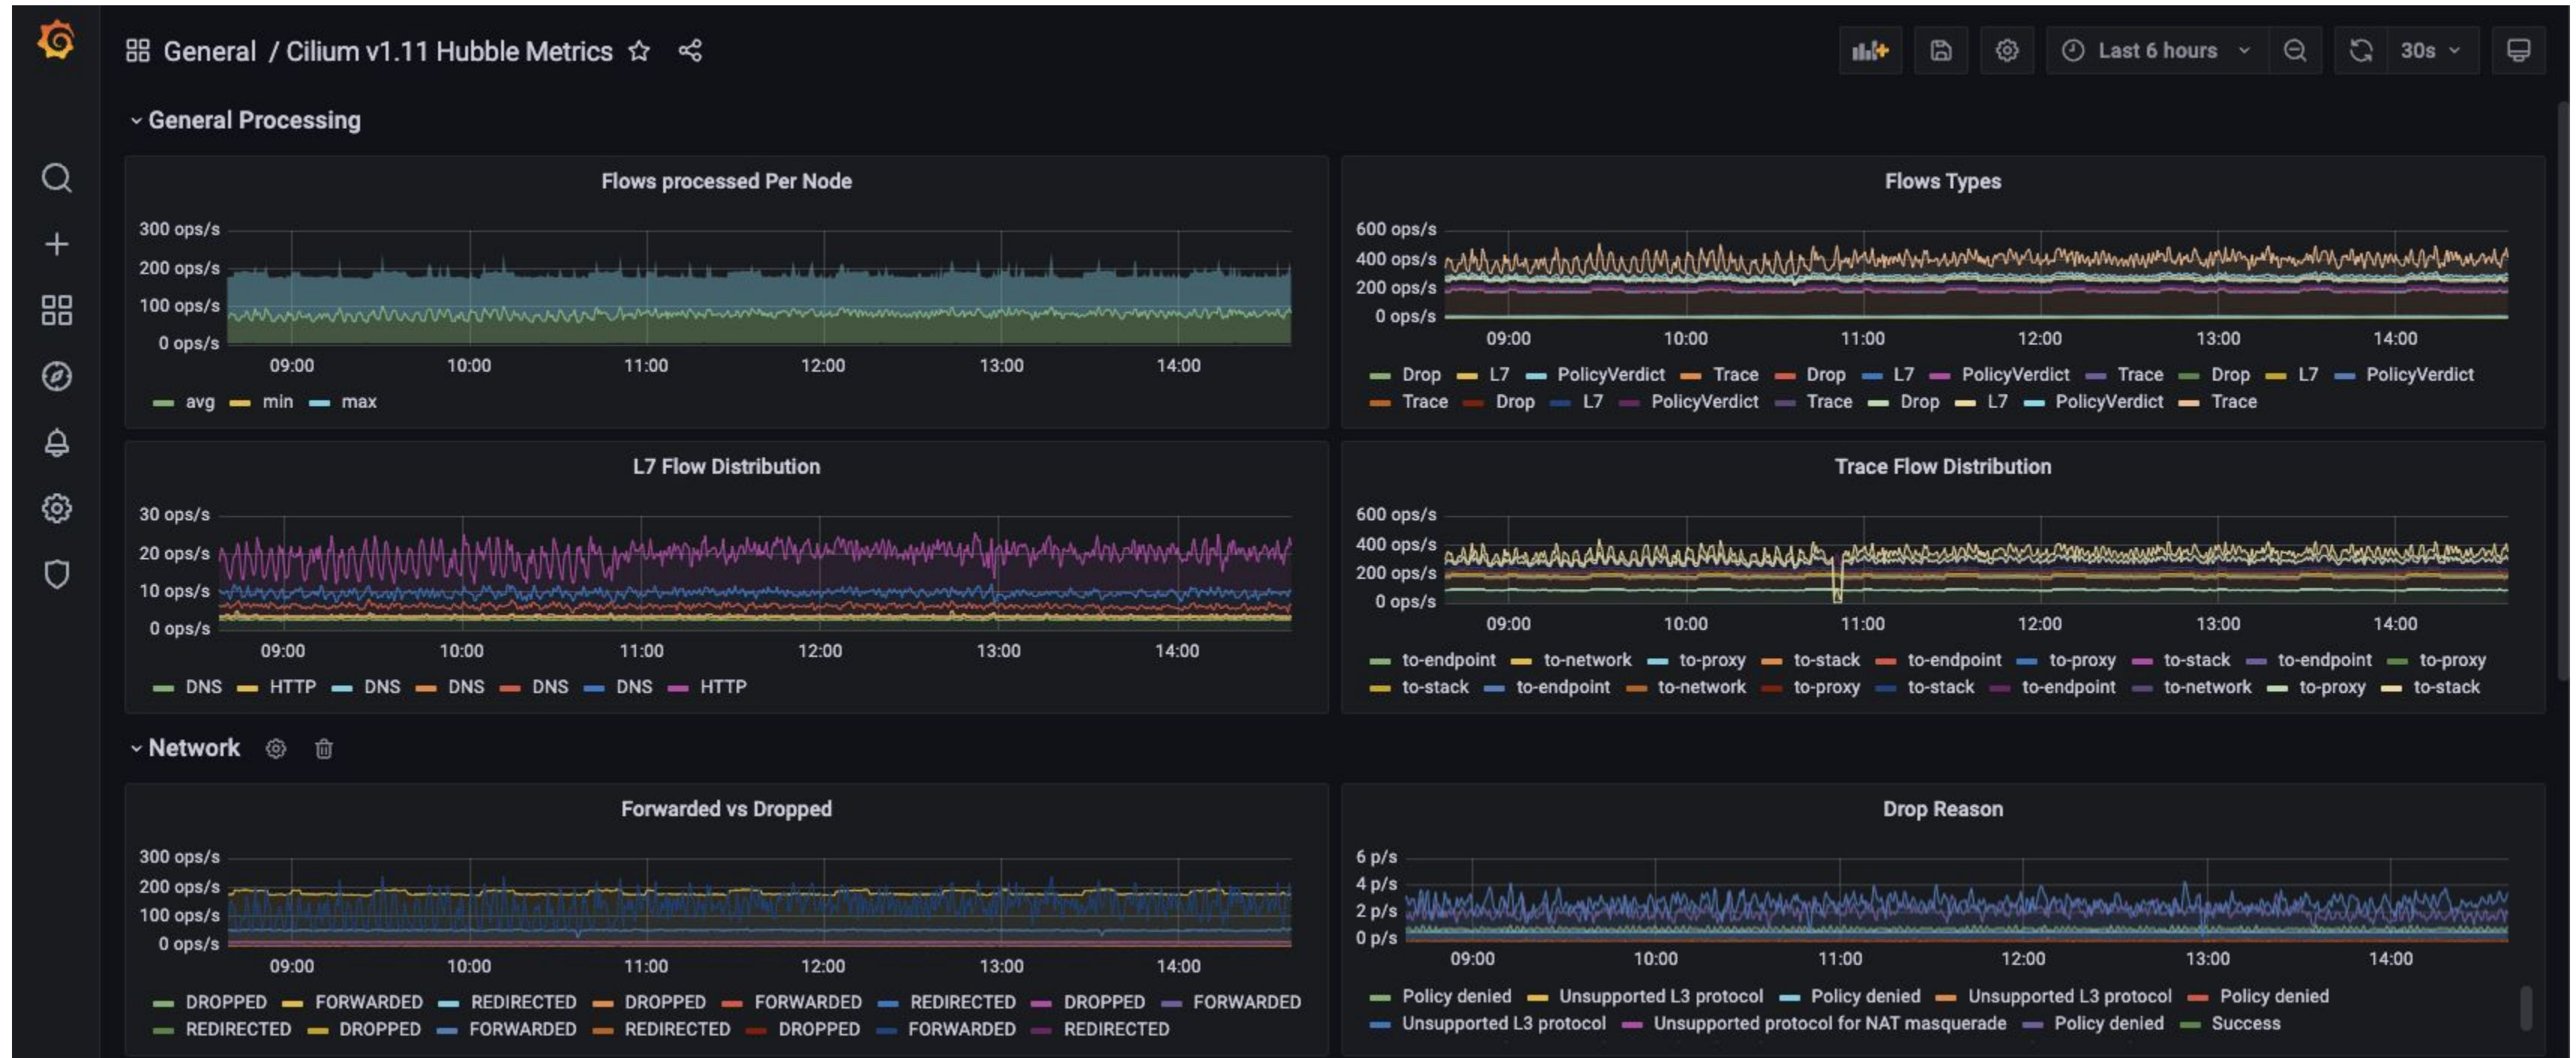 General / Cilium v1.11 Hubble Metrics
Last 6 hours
30s
General Processing
Flows processed Per Node
300 ops/s
200 ops/s
100 ops/s
0 ops/s
09:00 10:00 11:00 12:00 13:00 14:00
avg min max
Flows Types
600 ops/s
400 ops/s
200 ops/s
0 ops/s
09:00 10:00 11:00 12:00 13:00 14:00
Drop L7 PolicyVerdict Trace Drop L7 PolicyVerdict Trace Drop L7 PolicyVerdict
Trace Drop L7 PolicyVerdict Trace Drop L7 PolicyVerdict Trace
L7 Flow Distribution
30 ops/s
20 ops/s
10 ops/s
0 ops/s
09:00 10:00 11:00 12:00 13:00 14:00
DNS HTTP DNS DNS DNS DNS HTTP
Trace Flow Distribution
600 ops/s
400 ops/s
200 ops/s
0 ops/s
09:00 10:00 11:00 12:00 13:00 14:00
to-endpoint to-network to-proxy to-stack to-endpoint to-proxy to-stack to-endpoint to-proxy
to-stack to-endpoint to-network to-proxy to-stack to-endpoint to-network to-proxy to-stack
Network
Forwarded vs Dropped
300 ops/s
200 ops/s
100 ops/s
0 ops/s
09:00 10:00 11:00 12:00 13:00 14:00
DROPPED FORWARDED REDIRECTED DROPPED FORWARDED REDIRECTED DROPPED FORWARDED
REDIRECTED DROPPED FORWARDED REDIRECTED DROPPED FORWARDED REDIRECTED
Drop Reason
6 p/s
4 p/s
2 p/s
0 p/s
09:00 10:00 11:00 12:00 13:00 14:00
Policy denied Unsupported L3 protocol Policy denied Unsupported L3 protocol Policy denied
Unsupported L3 protocol Unsupported protocol for NAT masquerade Policy denied Success